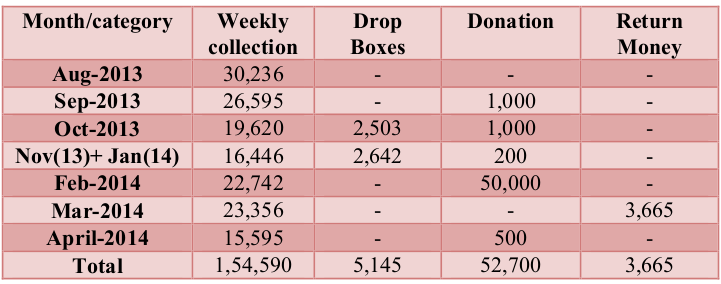 Month/category Weekly collection Drop Boxes Donation Return Money
Aug-2013 30,236 - - -
Sep-2013 26,595 - 1,000 -
Oct-2013 19,620 2,503 1,000 -
Nov(13)+ Jan(14) 16,446 2,642 200 -
Feb-2014 22,742 - 50,000 -
Mar-2014 23,356 - - 3,665
April-2014 15,595 - 500 -
Total 1,54,590 5,145 52,700 3,665